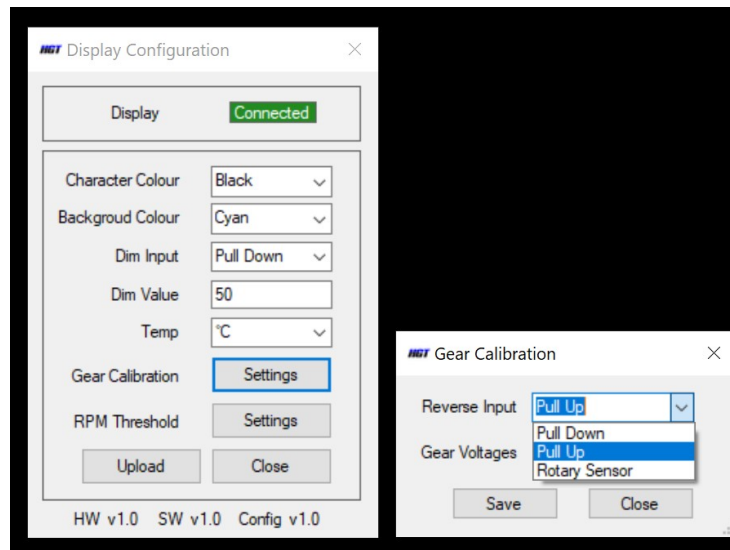 HGT Display Configuration
Display Connected
Character Colour Black
Backgroud Colour Cyan
Dim Input Pull Down
Dim Value 50
Temp °C
Gear Calibration Settings
RPM Threshold Settings
Upload Close
HW v1.0 SW v1.0 Config v1.0
HGT Gear Calibration
Reverse Input Pull Up
Pull Down
Gear Voltages Pull Up
Rotary Sensor
Save Close